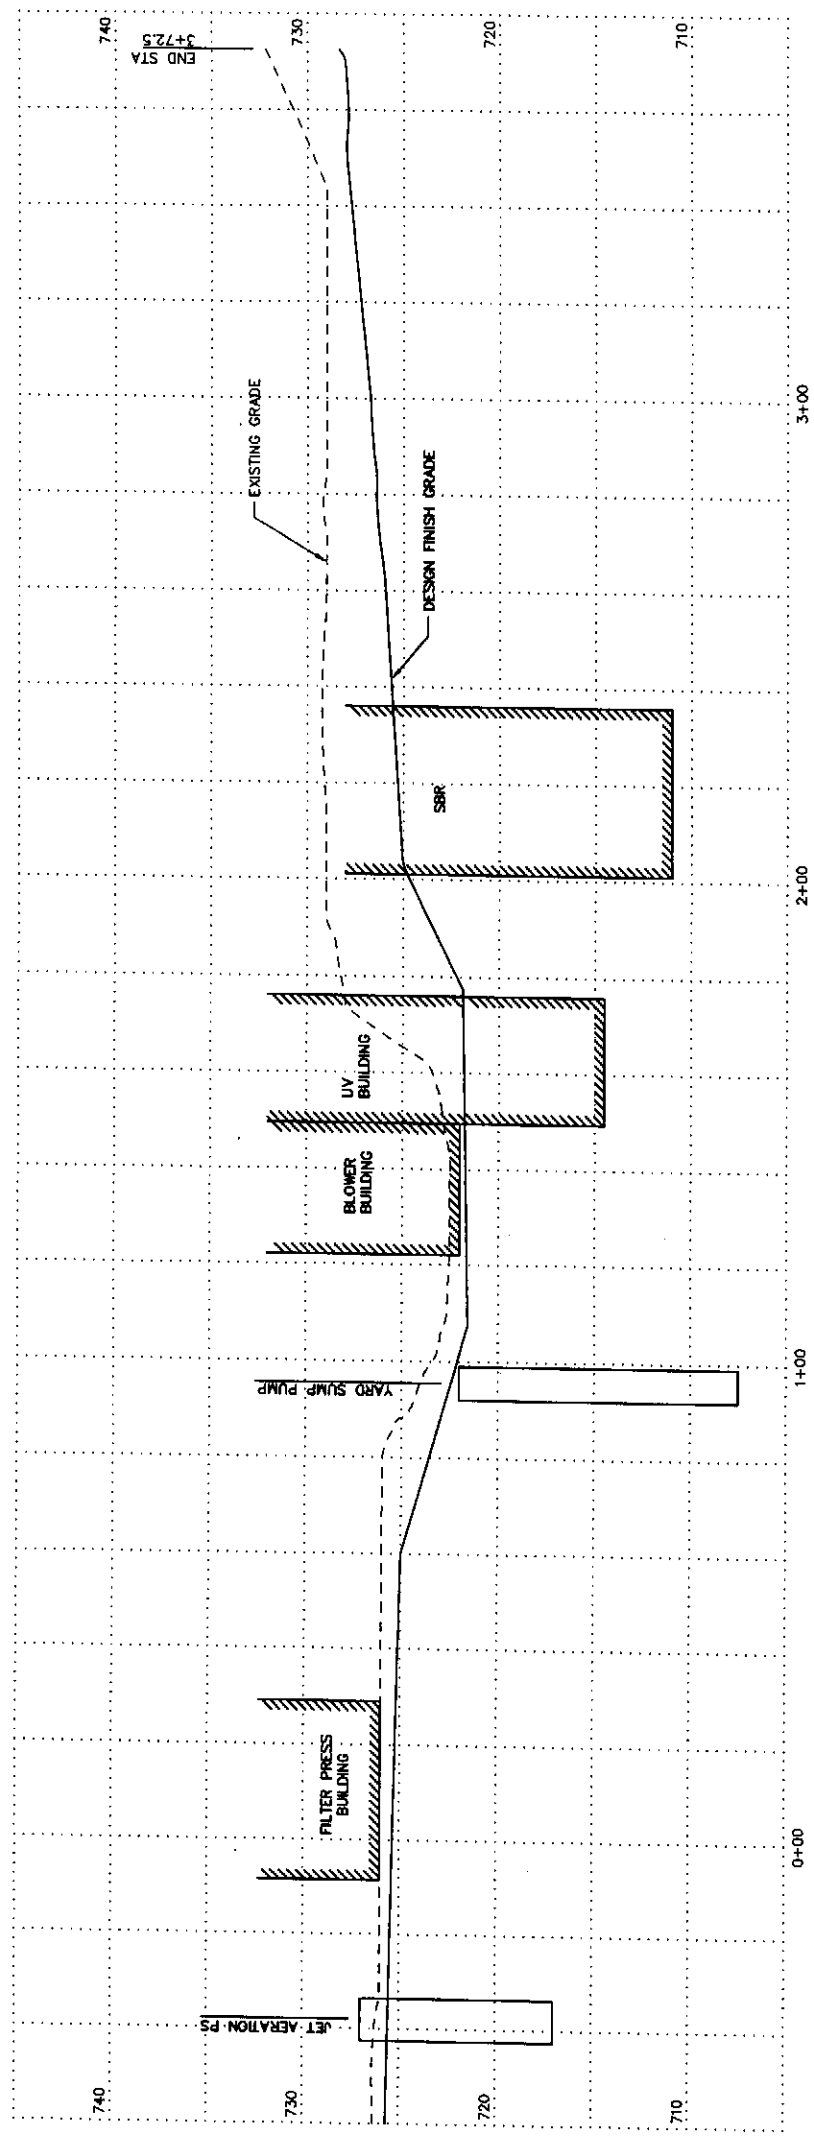 740
730
720
710
JET AERATION PS
FILTER PRESS
BUILDING
YARD SUMP PUMP
BLOWER
BUILDING
UV
BUILDING
SBR
DESIGN FINISH GRADE
EXISTING GRADE
END STA
3+72.5
740
730
720
710
0+00
1+00
2+00
3+00